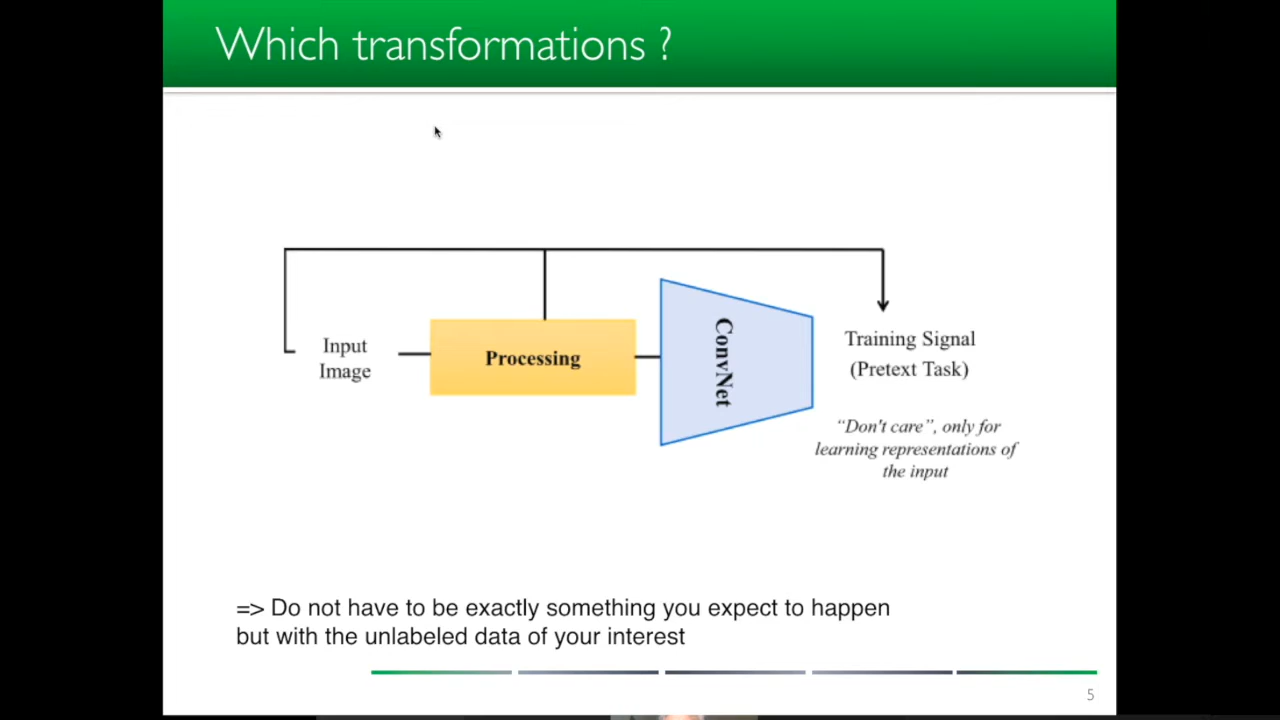 Which transformations ?
Input
Image
Processing
ConvNet
Training Signal
(Pretext Task)
“Don't care”, only for
learning representations of
the input
=> Do not have to be exactly something you expect to happen
but with the unlabeled data of your interest
5